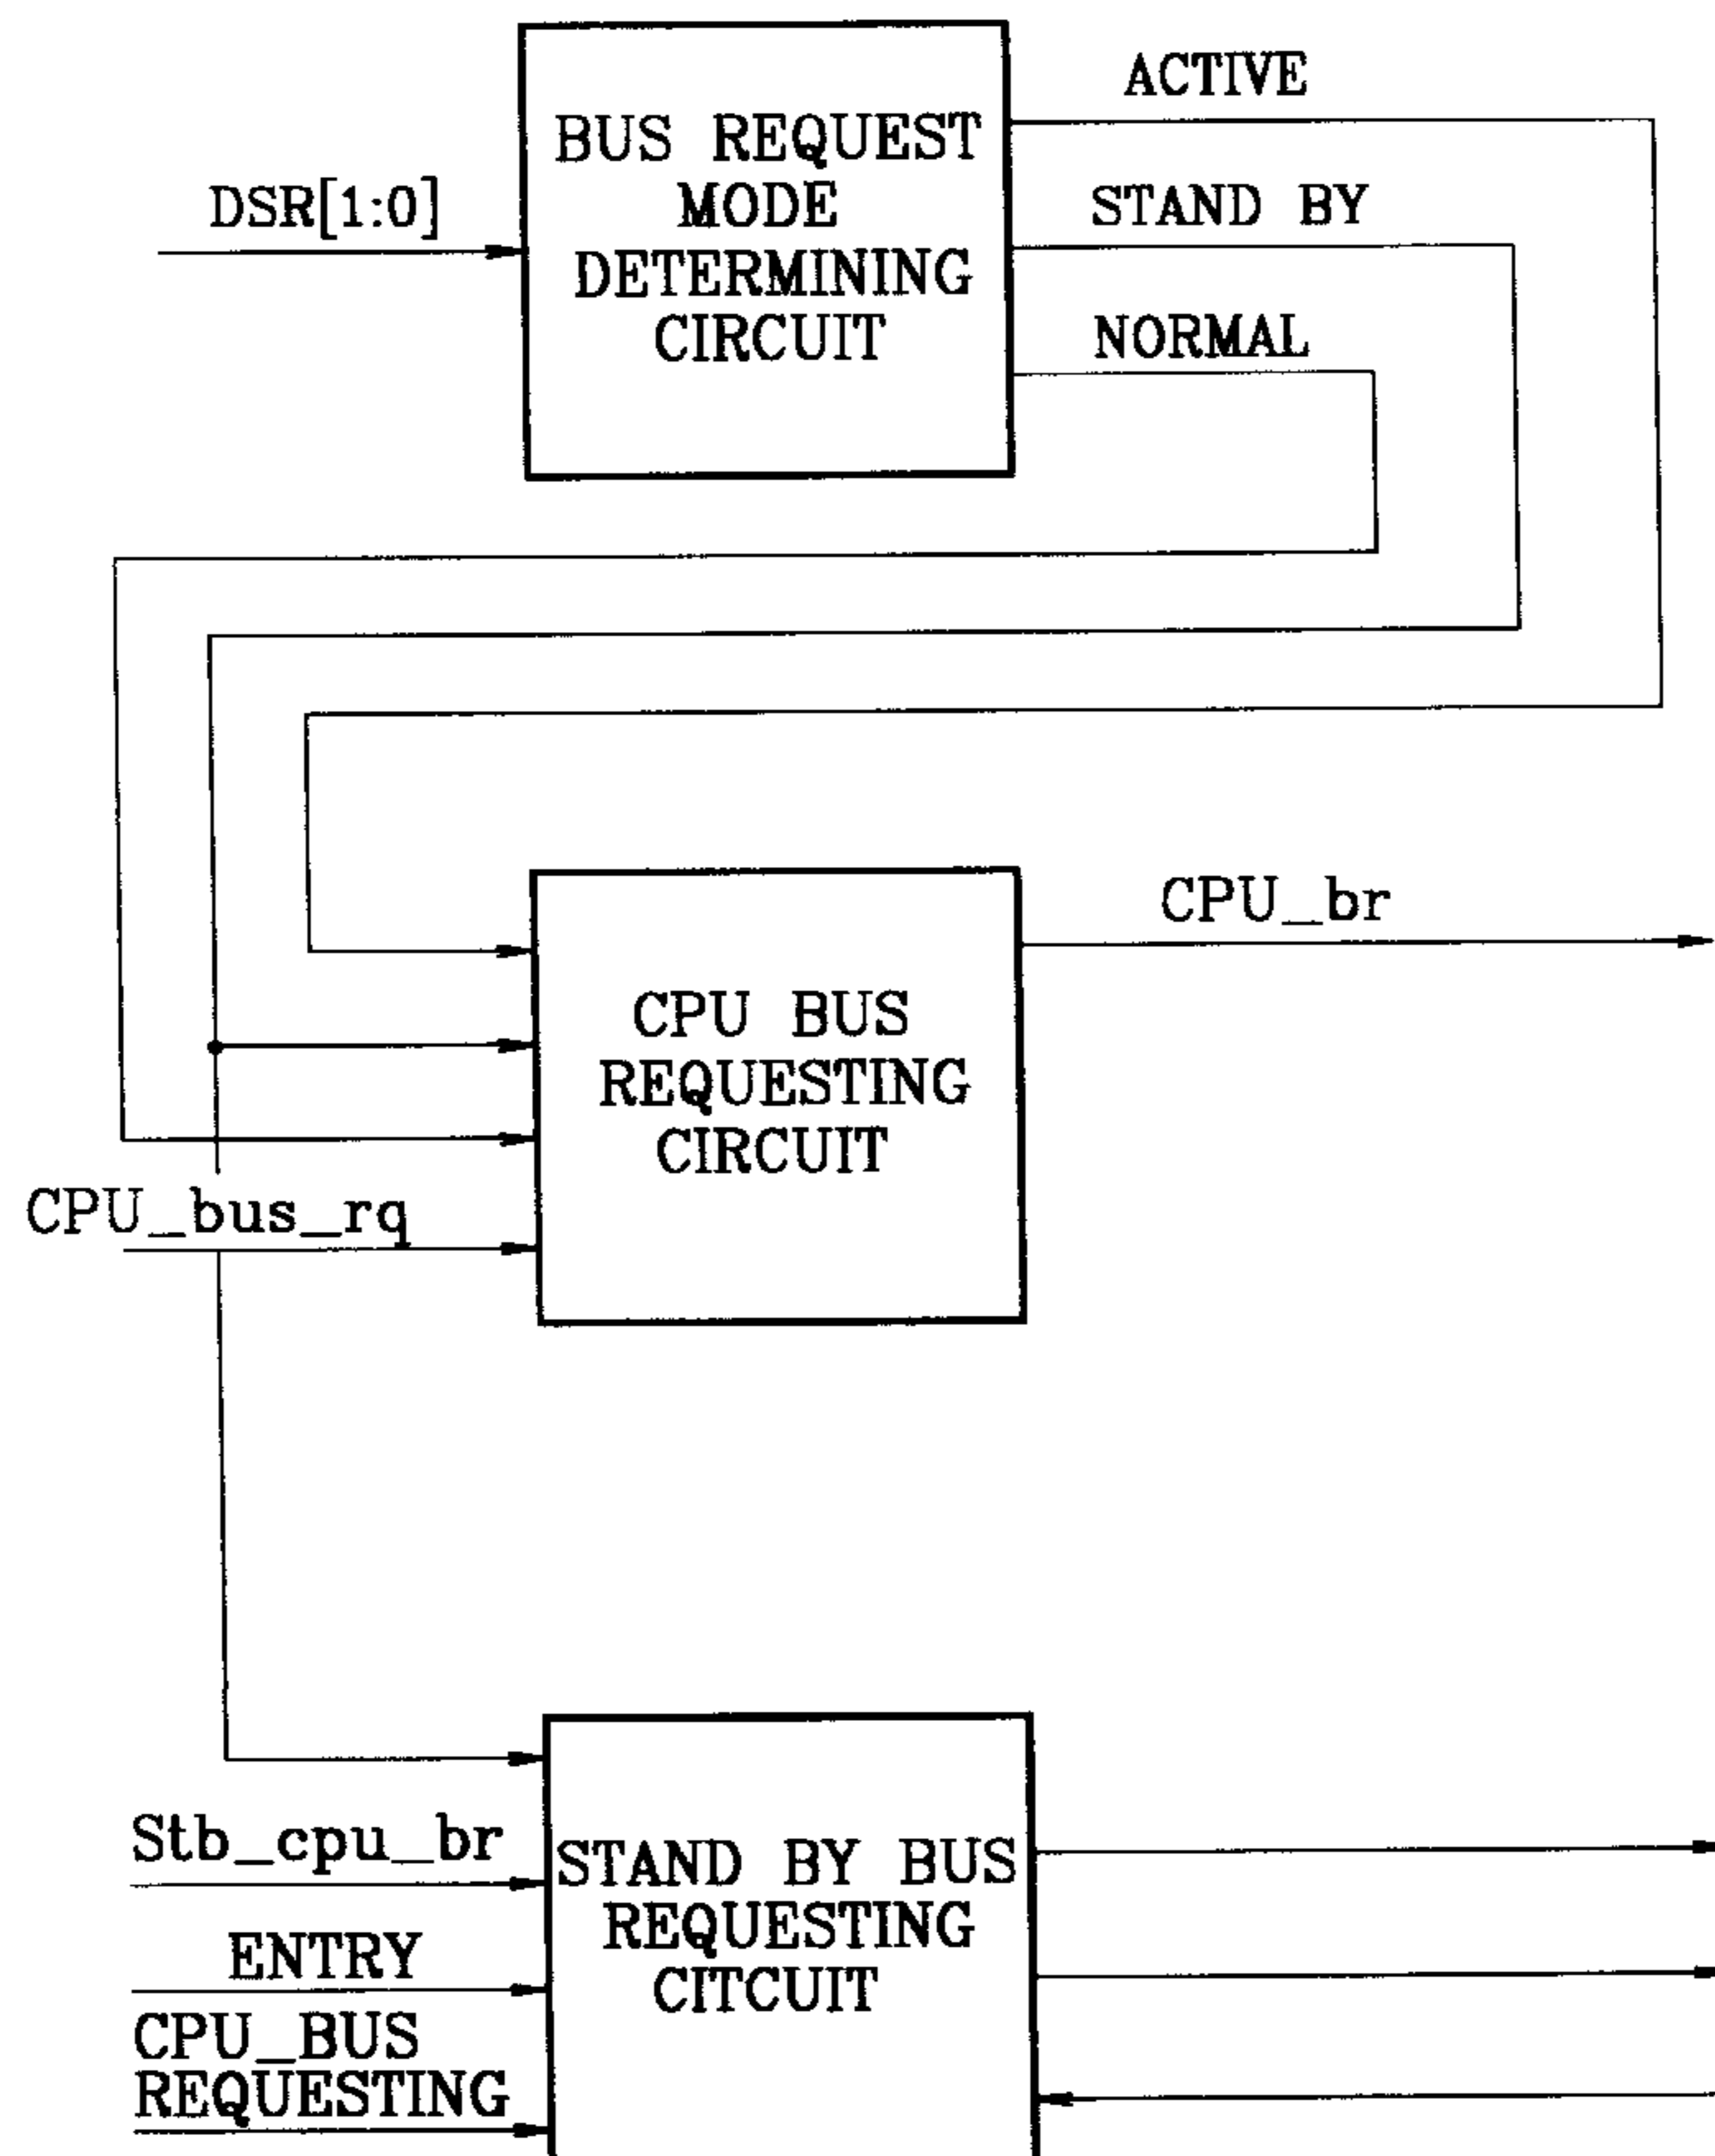 ACTIVE
BUS REQUEST
MODE
DETERMINING
CIRCUIT
DSR[1:0]
STAND BY
NORMAL
CPU_br
CPU BUS
REQUESTING
CIRCUIT
CPU_bus_rq
Stb_cpu_br
STAND BY BUS
REQUESTING
CITCUIT
ENTRY
CPU_BUS
REQUESTING